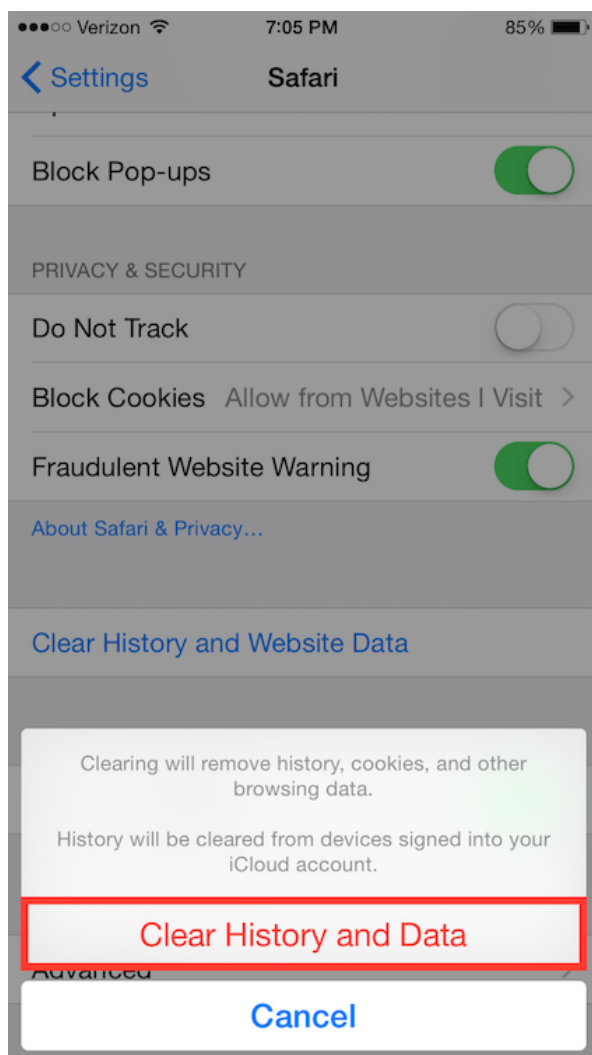 Verizon 7:05 PM 85%
Settings Safari
Block Pop-ups
PRIVACY & SECURITY
Do Not Track
Block Cookies Allow from Websites I Visit
Fraudulent Website Warning
About Safari & Privacy...
Clear History and Website Data
Clearing will remove history, cookies, and other
browsing data.
History will be cleared from devices signed into your
iCloud account.
Clear History and Data
Advanced
Cancel